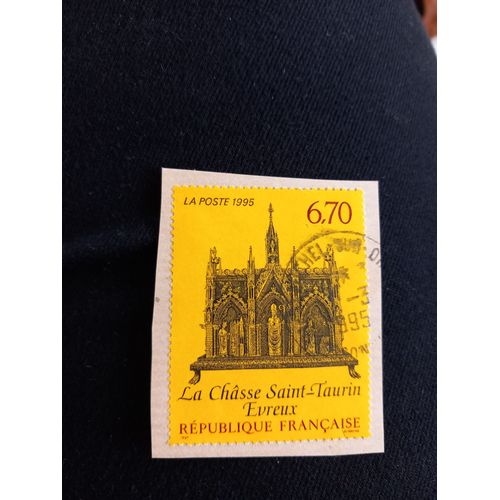 LA POSTE 1995
6,70
La Châsse Saint-Taurin
Evreux
RÉPUBLIQUE FRANÇAISE